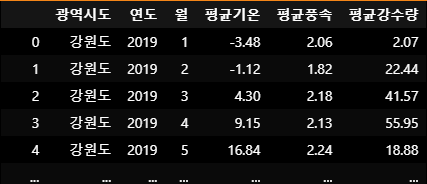 광역시도 연도 월 평균기온 평균풍속 평균강수량
0 강원도 2019 1 -3.48 2.06 2.07
1 강원도 2019 2 -1.12 1.82 22.44
2 강원도 2019 3 4.30 2.18 41.57
3 강원도 2019 4 9.15 2.13 55.95
4 강원도 2019 5 16.84 2.24 18.88
... ... ... ... ... ... ...